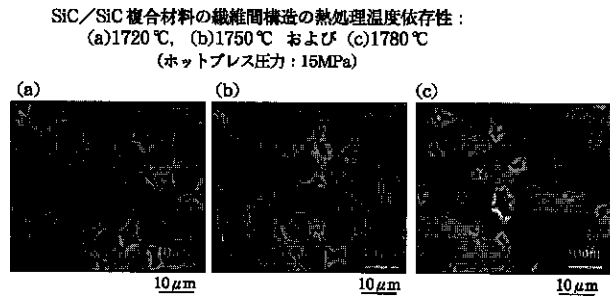 SiC/SiC 複合材料の繊維間構造の熱処理温度依存性：
(a)1720℃, (b)1750℃ および (c)1780℃
(ホットプレス圧力：15MPa)
(a) (b) (c)
10μm 10μm 10μm